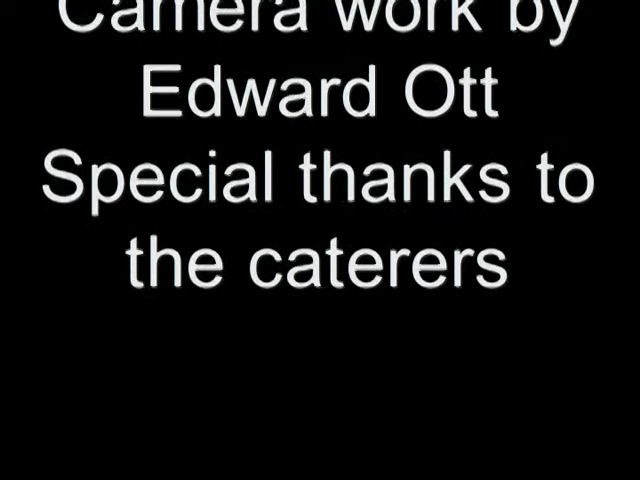 Camera work by
Edward Ott
Special thanks to
the caterers